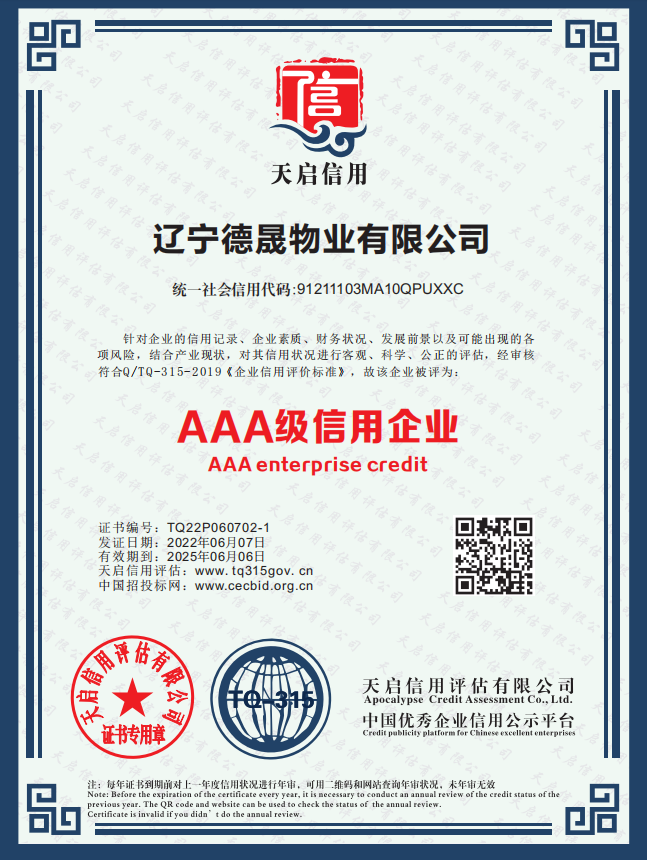 信
天启信用
辽宁德晟物业有限公司
统一社会信用代码:91211103MA10QPUXXC
针对企业的信用记录、企业素质、财务状况、发展前景以及可能出现的各
项风险，结合产业现状，对其信用状况进行客观、科学、公正的评估，经审核
符合Q/TQ-315-2019《企业信用评价标准》，故该企业被评为：
AAA级信用企业
AAA enterprise credit
证书编号：TQ22P060702-1
发证日期：2022年06月07日
有效期到：2025年06月06日
天启信用评估：www. tq315gov. cn
中国招投标网：www.cecbid.org.cn
天启信用评估有限公司
证书专用章
TQ-315
天启信用评估有限公司
Apocalypse Credit Assessment Co., Ltd.
中国优秀企业信用公示平台
Credit publicity platform for Chinese excellent enterprises
注：每年证书到期前对上一年度信用状况进行年审，可用二维码和网站查询年审状况，未年审无效
Note: Before the expiration of the certificate every year, it is necessary to conduct an annual review of the credit status of the
previous year. The QR code and website can be used to check the status of the annual review.
Certificate is invalid if you didn't do the annual review.